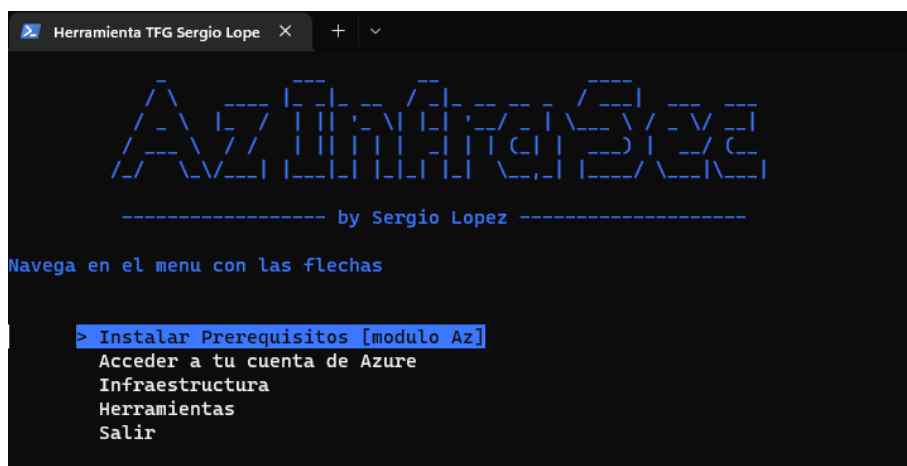 Herramienta TFG Sergio Lope
AzInfraSec
------------------ by Sergio Lopez --------------------
Navega en el menu con las flechas
> Instalar Prerequisitos [modulo Az]
Acceder a tu cuenta de Azure
Infraestructura
Herramientas
Salir